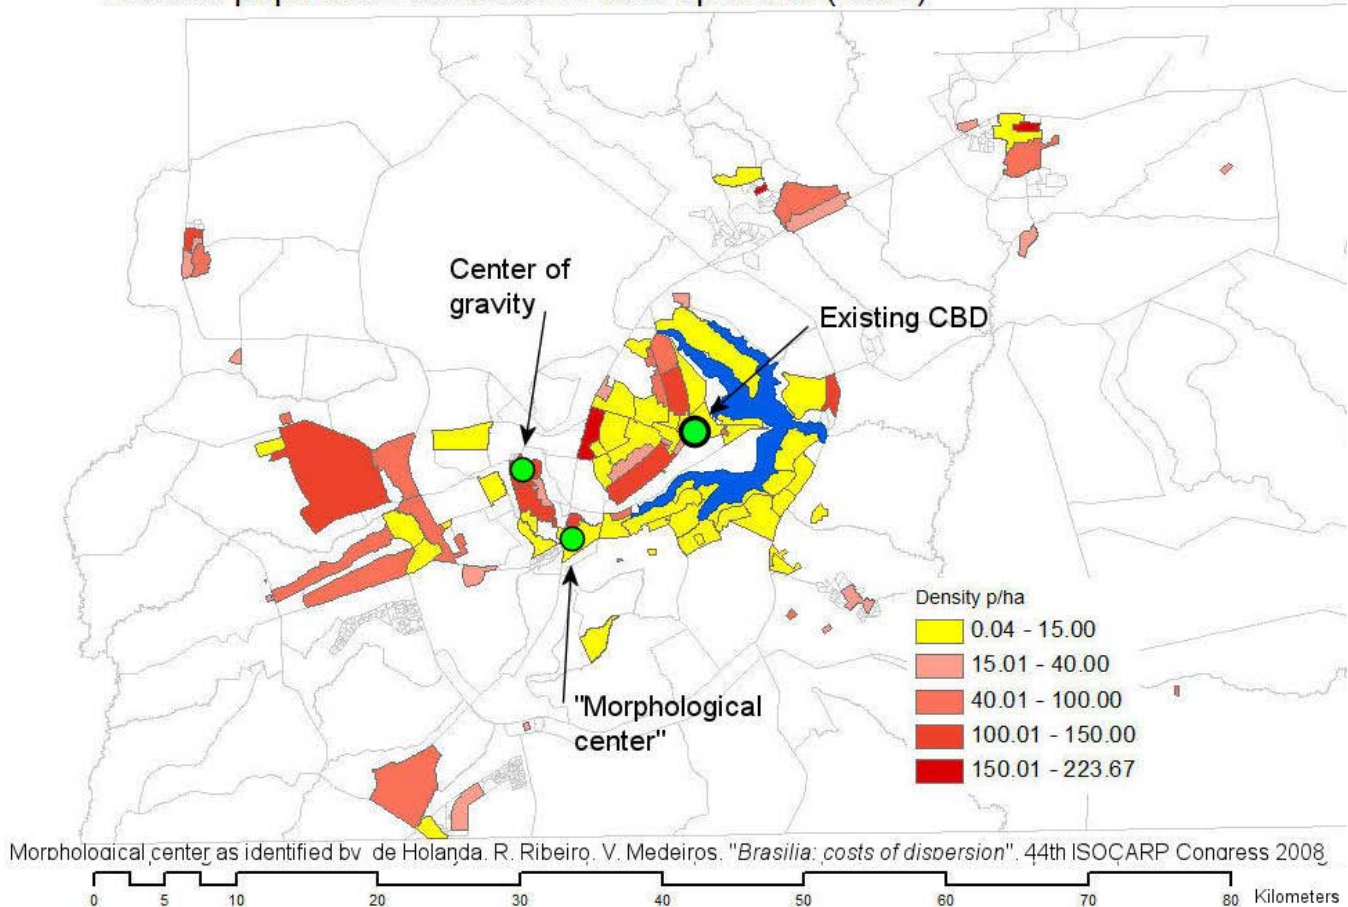 Center of
gravity
Existing CBD
"Morphological
center"
Density p/ha
0.04 - 15.00
15.01 - 40.00
40.01 - 100.00
100.01 - 150.00
150.01 - 223.67
Morphological center as identified by de Holanda. R. Ribeiro. V. Medeiros. "Brasilia: costs of dispersion". 44th ISOCARP Congress 2008
0 5 10 20 30 40 50 60 70 80 Kilometers